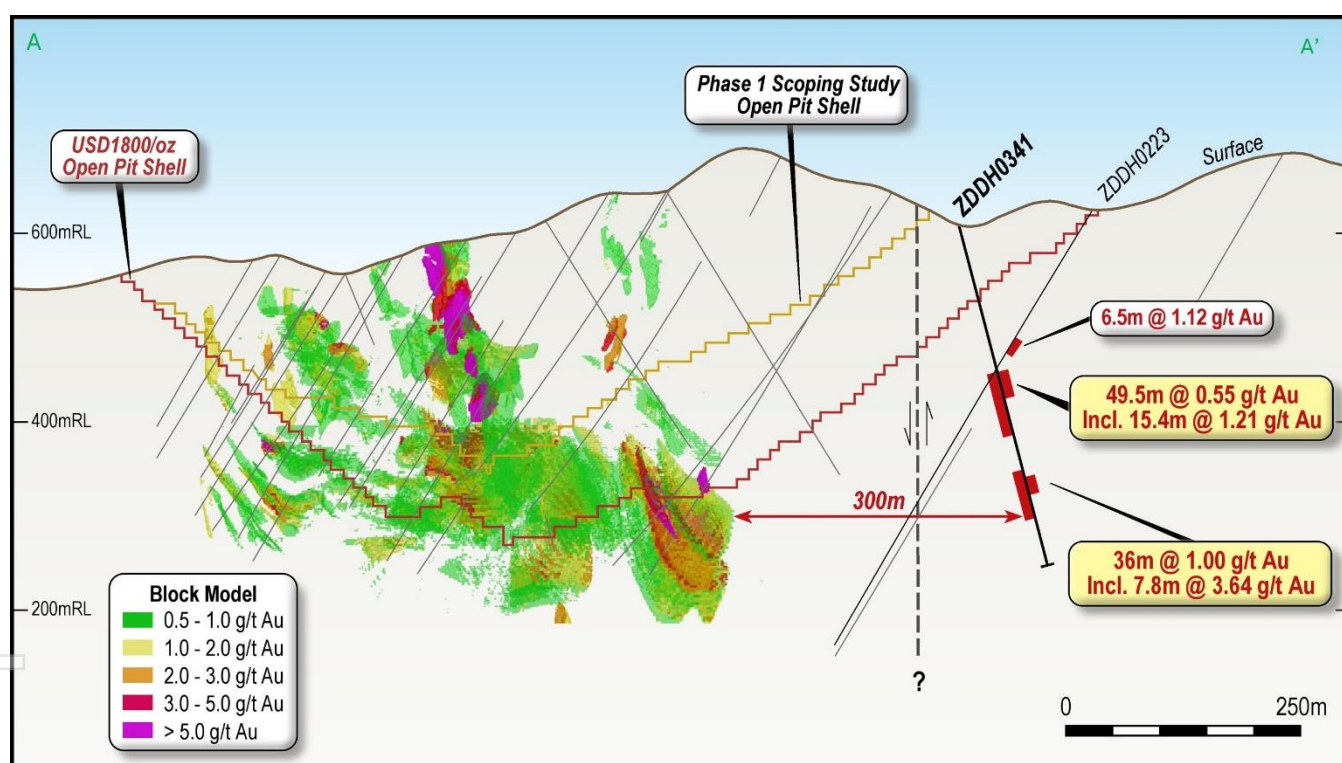 A
A'
Phase 1 Scoping Study
Open Pit Shell
USD1800/oz
Open Pit Shell
ZDDH0341
ZDDH0223
Surface
600mRL
400mRL
200mRL
6.5m @ 1.12 g/t Au
49.5m @ 0.55 g/t Au
Incl. 15.4m @ 1.21 g/t Au
300m
36m @ 1.00 g/t Au
Incl. 7.8m @ 3.64 g/t Au
Block Model
0.5 - 1.0 g/t Au
1.0 - 2.0 g/t Au
2.0 - 3.0 g/t Au
3.0 - 5.0 g/t Au
> 5.0 g/t Au
?
0
250m